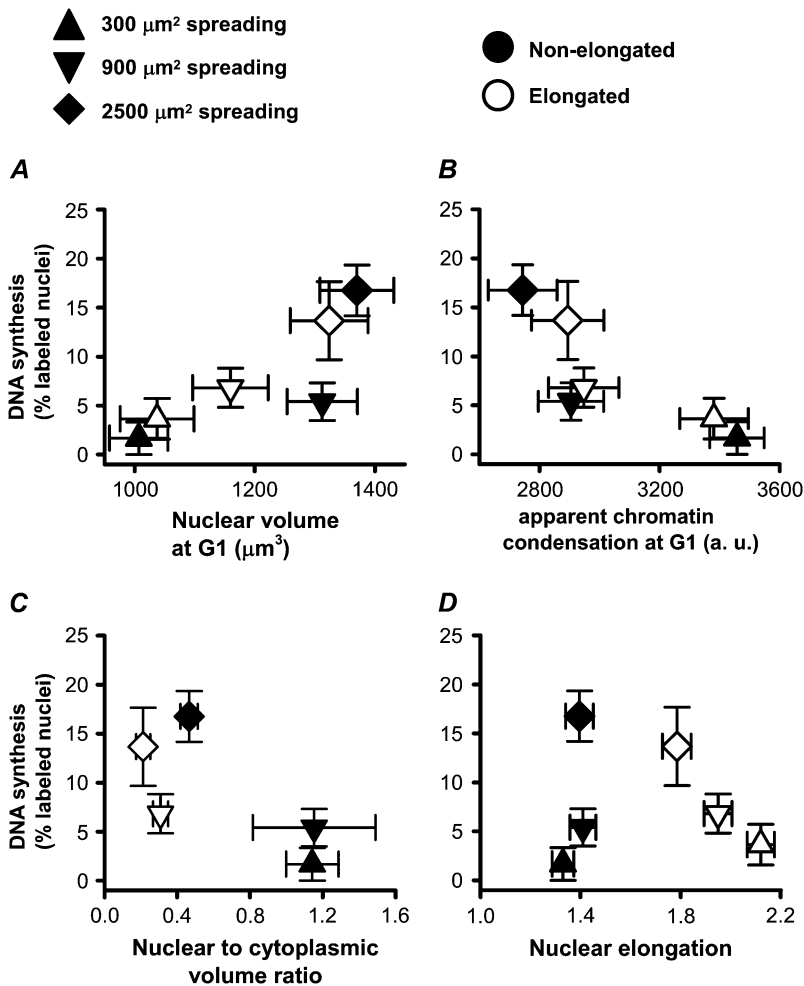 300 μm² spreading
900 μm² spreading
2500 μm² spreading
Non-elongated
Elongated
A
25
20
15
10
5
0
DNA synthesis
(% labeled nuclei)
1000
1200
1400
Nuclear volume
at G1 (μm³)
B
25
20
15
10
5
0
2800
3200
3600
apparent chromatin
condensation at G1 (a. u.)
C
25
20
15
10
5
0
DNA synthesis
(% labeled nuclei)
0.0
0.4
0.8
1.2
1.6
Nuclear to cytoplasmic
volume ratio
D
25
20
15
10
5
0
1.0
1.4
1.8
2.2
Nuclear elongation